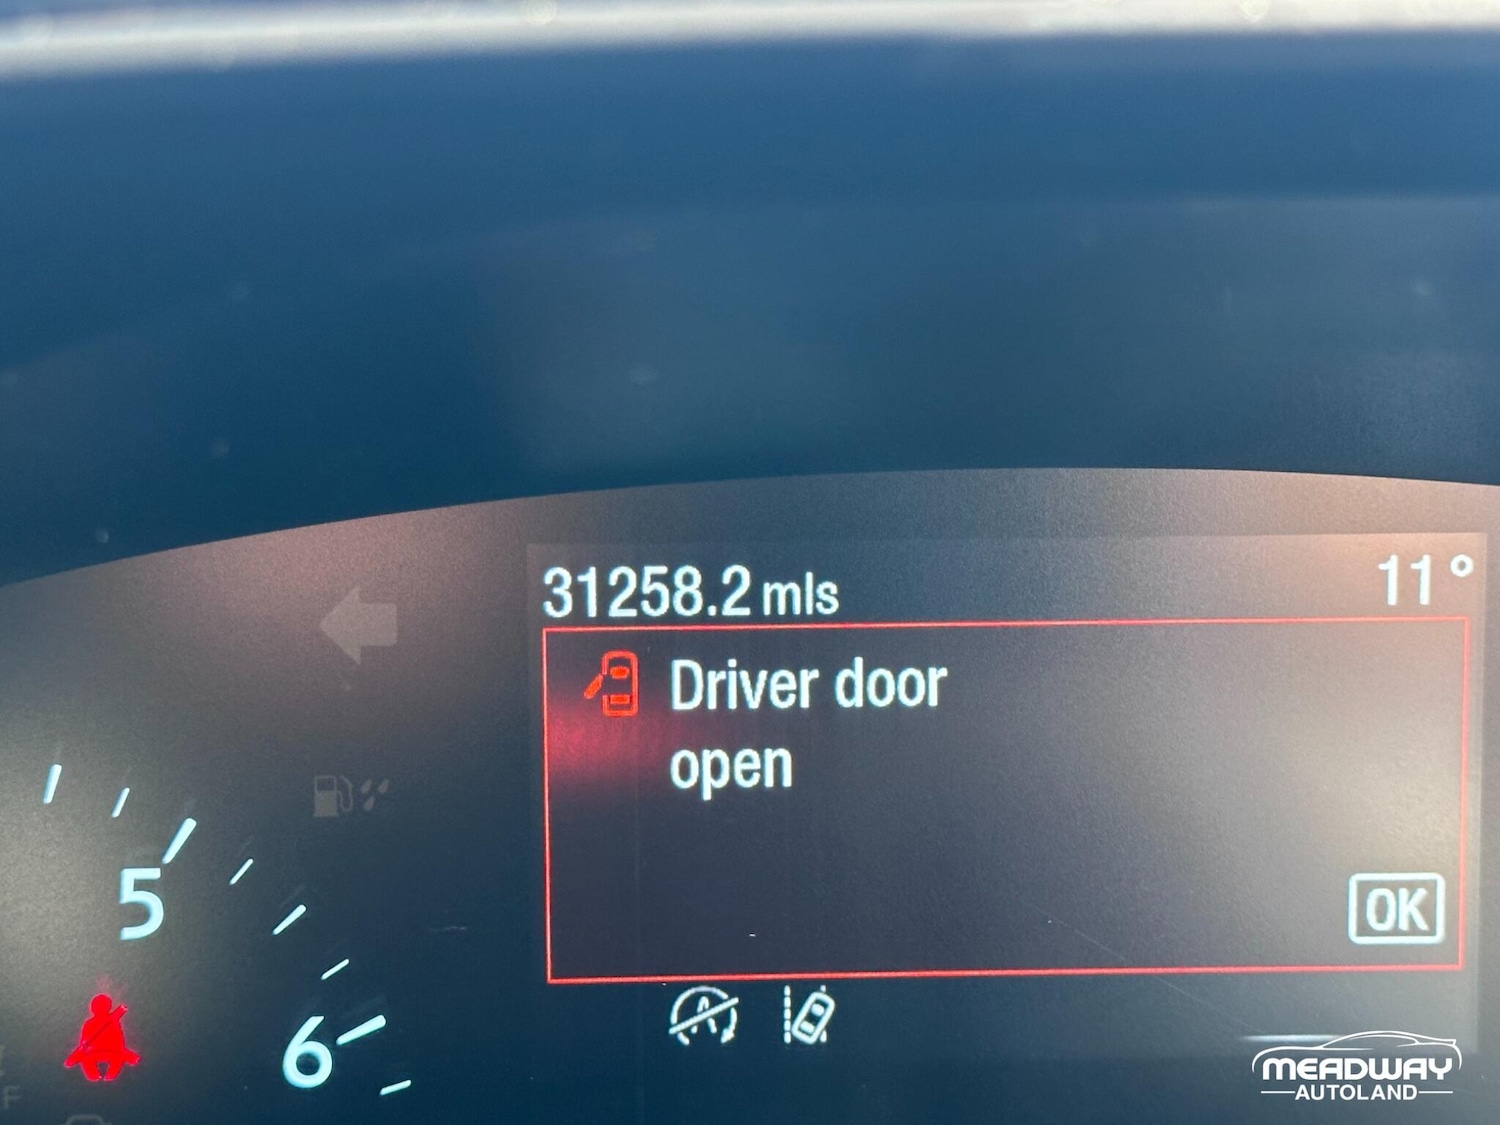 31258.2 mls
11°
Driver door
open
OK
5
6
F
MEADWAY
AUTOLAND